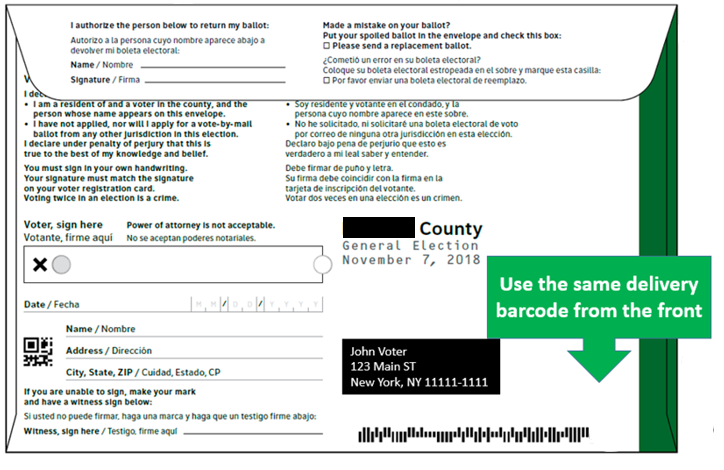 I authorize the person below to return my ballot:
Autorizo a la persona cuyo nombre aparece abajo a
devolver mi boleta electoral:
Name / Nombre
Signature / Firma
Made a mistake on your ballot?
Put your spoiled ballot in the envelope and check this box:
☐ Please send a replacement ballot.
¿Cometió un error en su boleta electoral?
Coloque su boleta electoral estropeada en el sobre y marque esta casilla:
☐ Por favor enviar una boleta electoral de reemplazo.
I am a resident of and a voter in the county, and the
person whose name appears on this envelope.
• I have not applied, nor will I apply for a vote-by-mail
ballot from any other jurisdiction in this election.
I declare under penalty of perjury that this is
true to the best of my knowledge and belief.
You must sign in your own handwriting.
Your signature must match the signature
on your voter registration card.
Voting twice in an election is a crime.
• Soy residente y votante en el condado, y la
persona cuyo nombre aparece en este sobre.
• No he solicitado, ni solicitaré una boleta electoral de voto
por correo de ninguna otra jurisdicción en esta elección.
Declaro bajo pena de perjurio que esto es
verdadero a mi leal saber y entender.
Debe firmar de puño y letra.
Su firma debe coincidir con la firma en la
tarjeta de inscripción del votante.
Votar dos veces en una elección es un crimen.
Voter, sign here
Power of attorney is not acceptable.
Votante, firme aquí
No se aceptan poderes notariales.
X
Date / Fecha
M M / D D / Y Y Y Y
Name / Nombre
Address / Dirección
City, State, ZIP / Cuidad, Estado, CP
If you are unable to sign, make your mark
and have a witness sign below:
Si usted no puede firmar, haga una marca y haga que un testigo firme abajo:
Witness, sign here / Testigo, firme aquí
County
General Election
November 7, 2018
Use the same delivery
barcode from the front
John Voter
123 Main ST
New York, NY 11111-1111